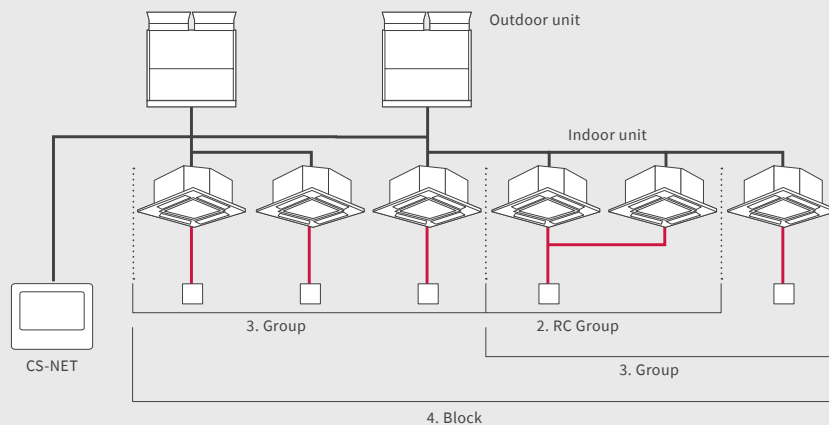 Outdoor unit
Indoor unit
3. Group
2. RC Group
CS-NET
3. Group
4. Block